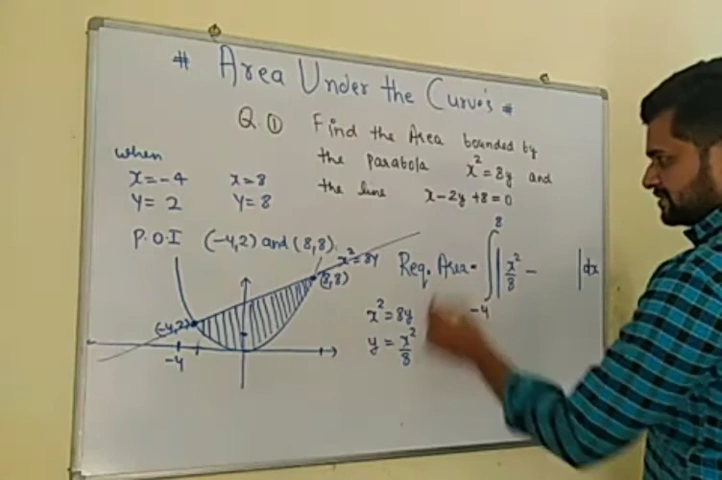 # Area Under the Curve's #
Q.① Find the Area bounded by
the parabola x² = 8y and
the line x - 2y + 8 = 0
when
x = -4 x = 8
y = 2 y = 8
P.O.I (-4,2) and (8,8).
x² = 8y
(8,8)
(-4,2)
-4
Req. Area = ∫₋₄⁸ | x²/8 - | dx
x² = 8y
y = x²/8